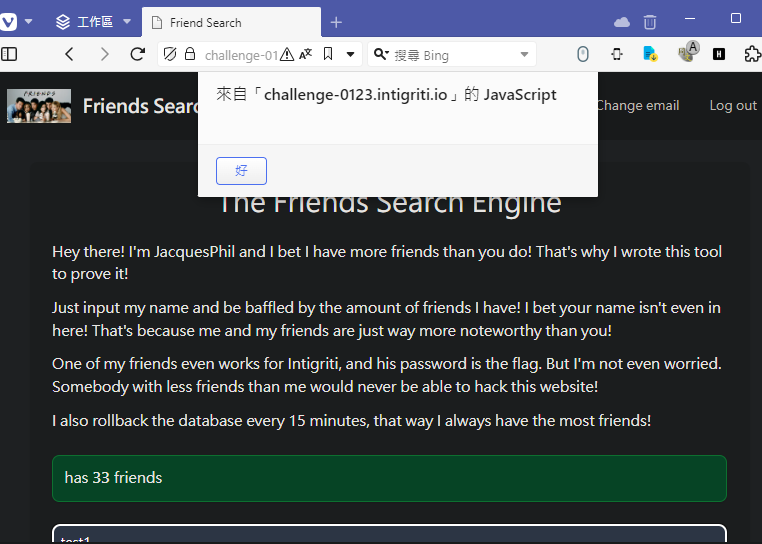 工作區
Friend Search
challenge-01
搜尋 Bing
A
H
FRIENDS
Friends Searc
Change email
Log out
來自「challenge-0123.intigriti.io」的 JavaScript
好
The Friends Search Engine
Hey there! I'm JacquesPhil and I bet I have more friends than you do! That's why I wrote this tool
to prove it!
Just input my name and be baffled by the amount of friends I have! I bet your name isn't even in
here! That's because me and my friends are just way more noteworthy than you!
One of my friends even works for Intigriti, and his password is the flag. But I'm not even worried.
Somebody with less friends than me would never be able to hack this website!
I also rollback the database every 15 minutes, that way I always have the most friends!
has 33 friends
test1